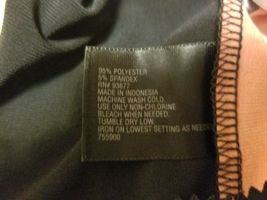 95% POLYESTER
5% SPANDEX
RN# 93677
MADE IN INDONESIA
MACHINE WASH COLD.
USE ONLY NON-CHLORINE
BLEACH WHEN NEEDED.
TUMBLE DRY LOW.
IRON ON LOWEST SETTING AS NEEDE
755900